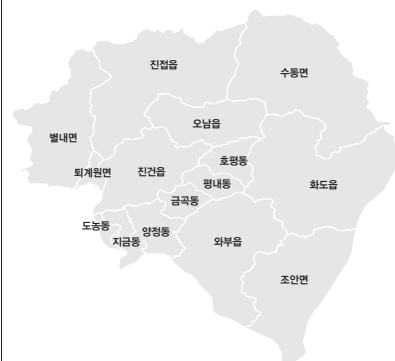 진접읍
수동면
오남읍
별내면
호평동
퇴계원면
진건읍
평내동
화도읍
금곡동
도농동
양정동
지금동
와부읍
조안면